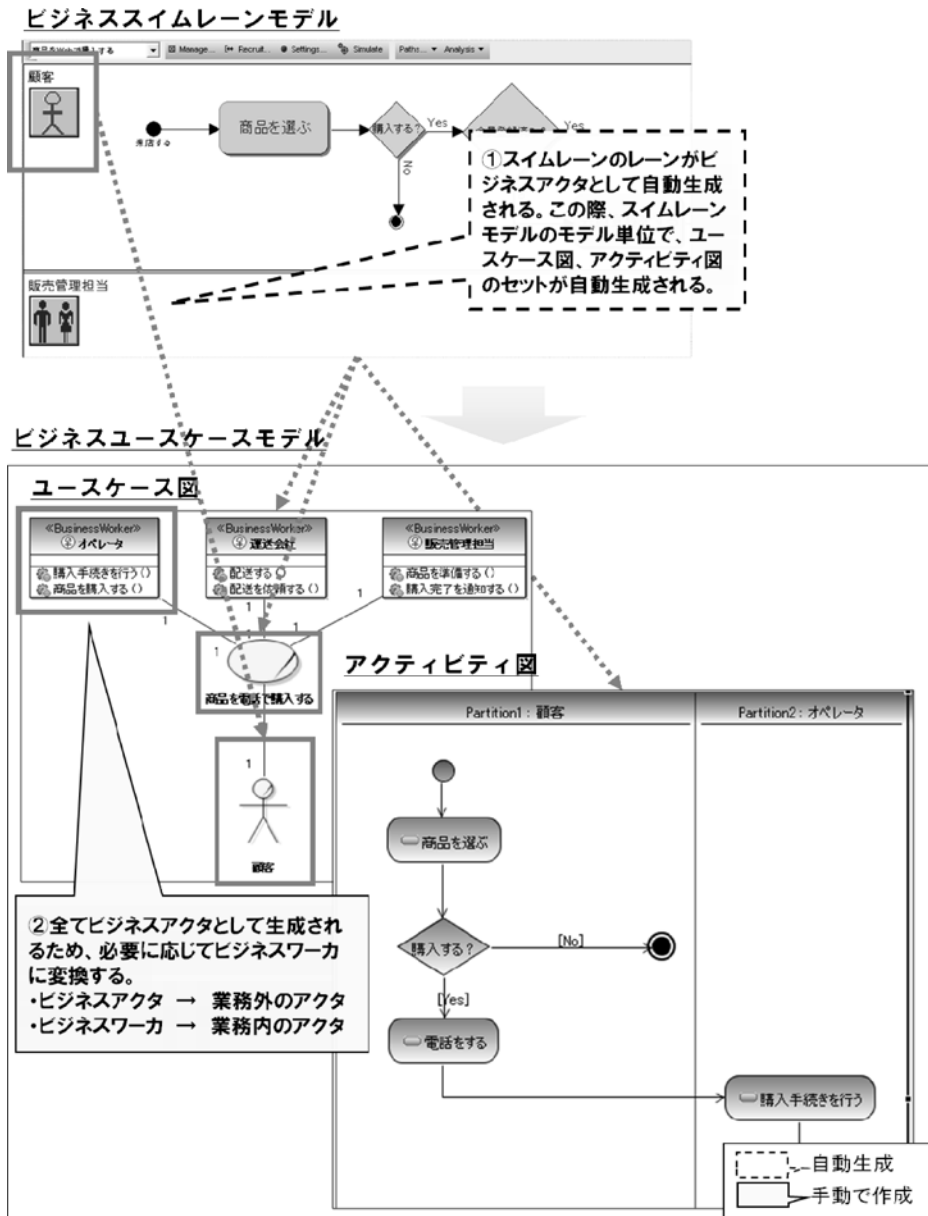 ビジネススイムレーンモデル
商品をWebで購入する
Manage... Recruit... Settings... Simulate Paths... Analysis
顧客
来店する
商品を選ぶ
購入する?
Yes
Yes
No
①スイムレーンのレーンがビ
ジネスアクタとして自動生成
される。この際、スイムレーン
モデルのモデル単位で、ユー
スケース図、アクティビティ図
のセットが自動生成される。
販売管理担当
ビジネスユースケースモデル
ユースケース図
«BusinessWorker»
オペレータ
購入手続きを行う()
商品を購入する()
«BusinessWorker»
運送会社
配送する()
配送を依頼する()
«BusinessWorker»
販売管理担当
商品を準備する()
購入完了を通知する()
1
1
1
1
1
1
商品を電話で購入する
1
顧客
アクティビティ図
Partition1 : 顧客
Partition2 : オペレータ
商品を選ぶ
購入する?
[No]
[Yes]
電話をする
購入手続きを行う
②全てビジネスアクタとして生成され
るため、必要に応じてビジネスワーカ
に変換する。
・ビジネスアクタ → 業務外のアクタ
・ビジネスワーカ → 業務内のアクタ
自動生成
手動で作成